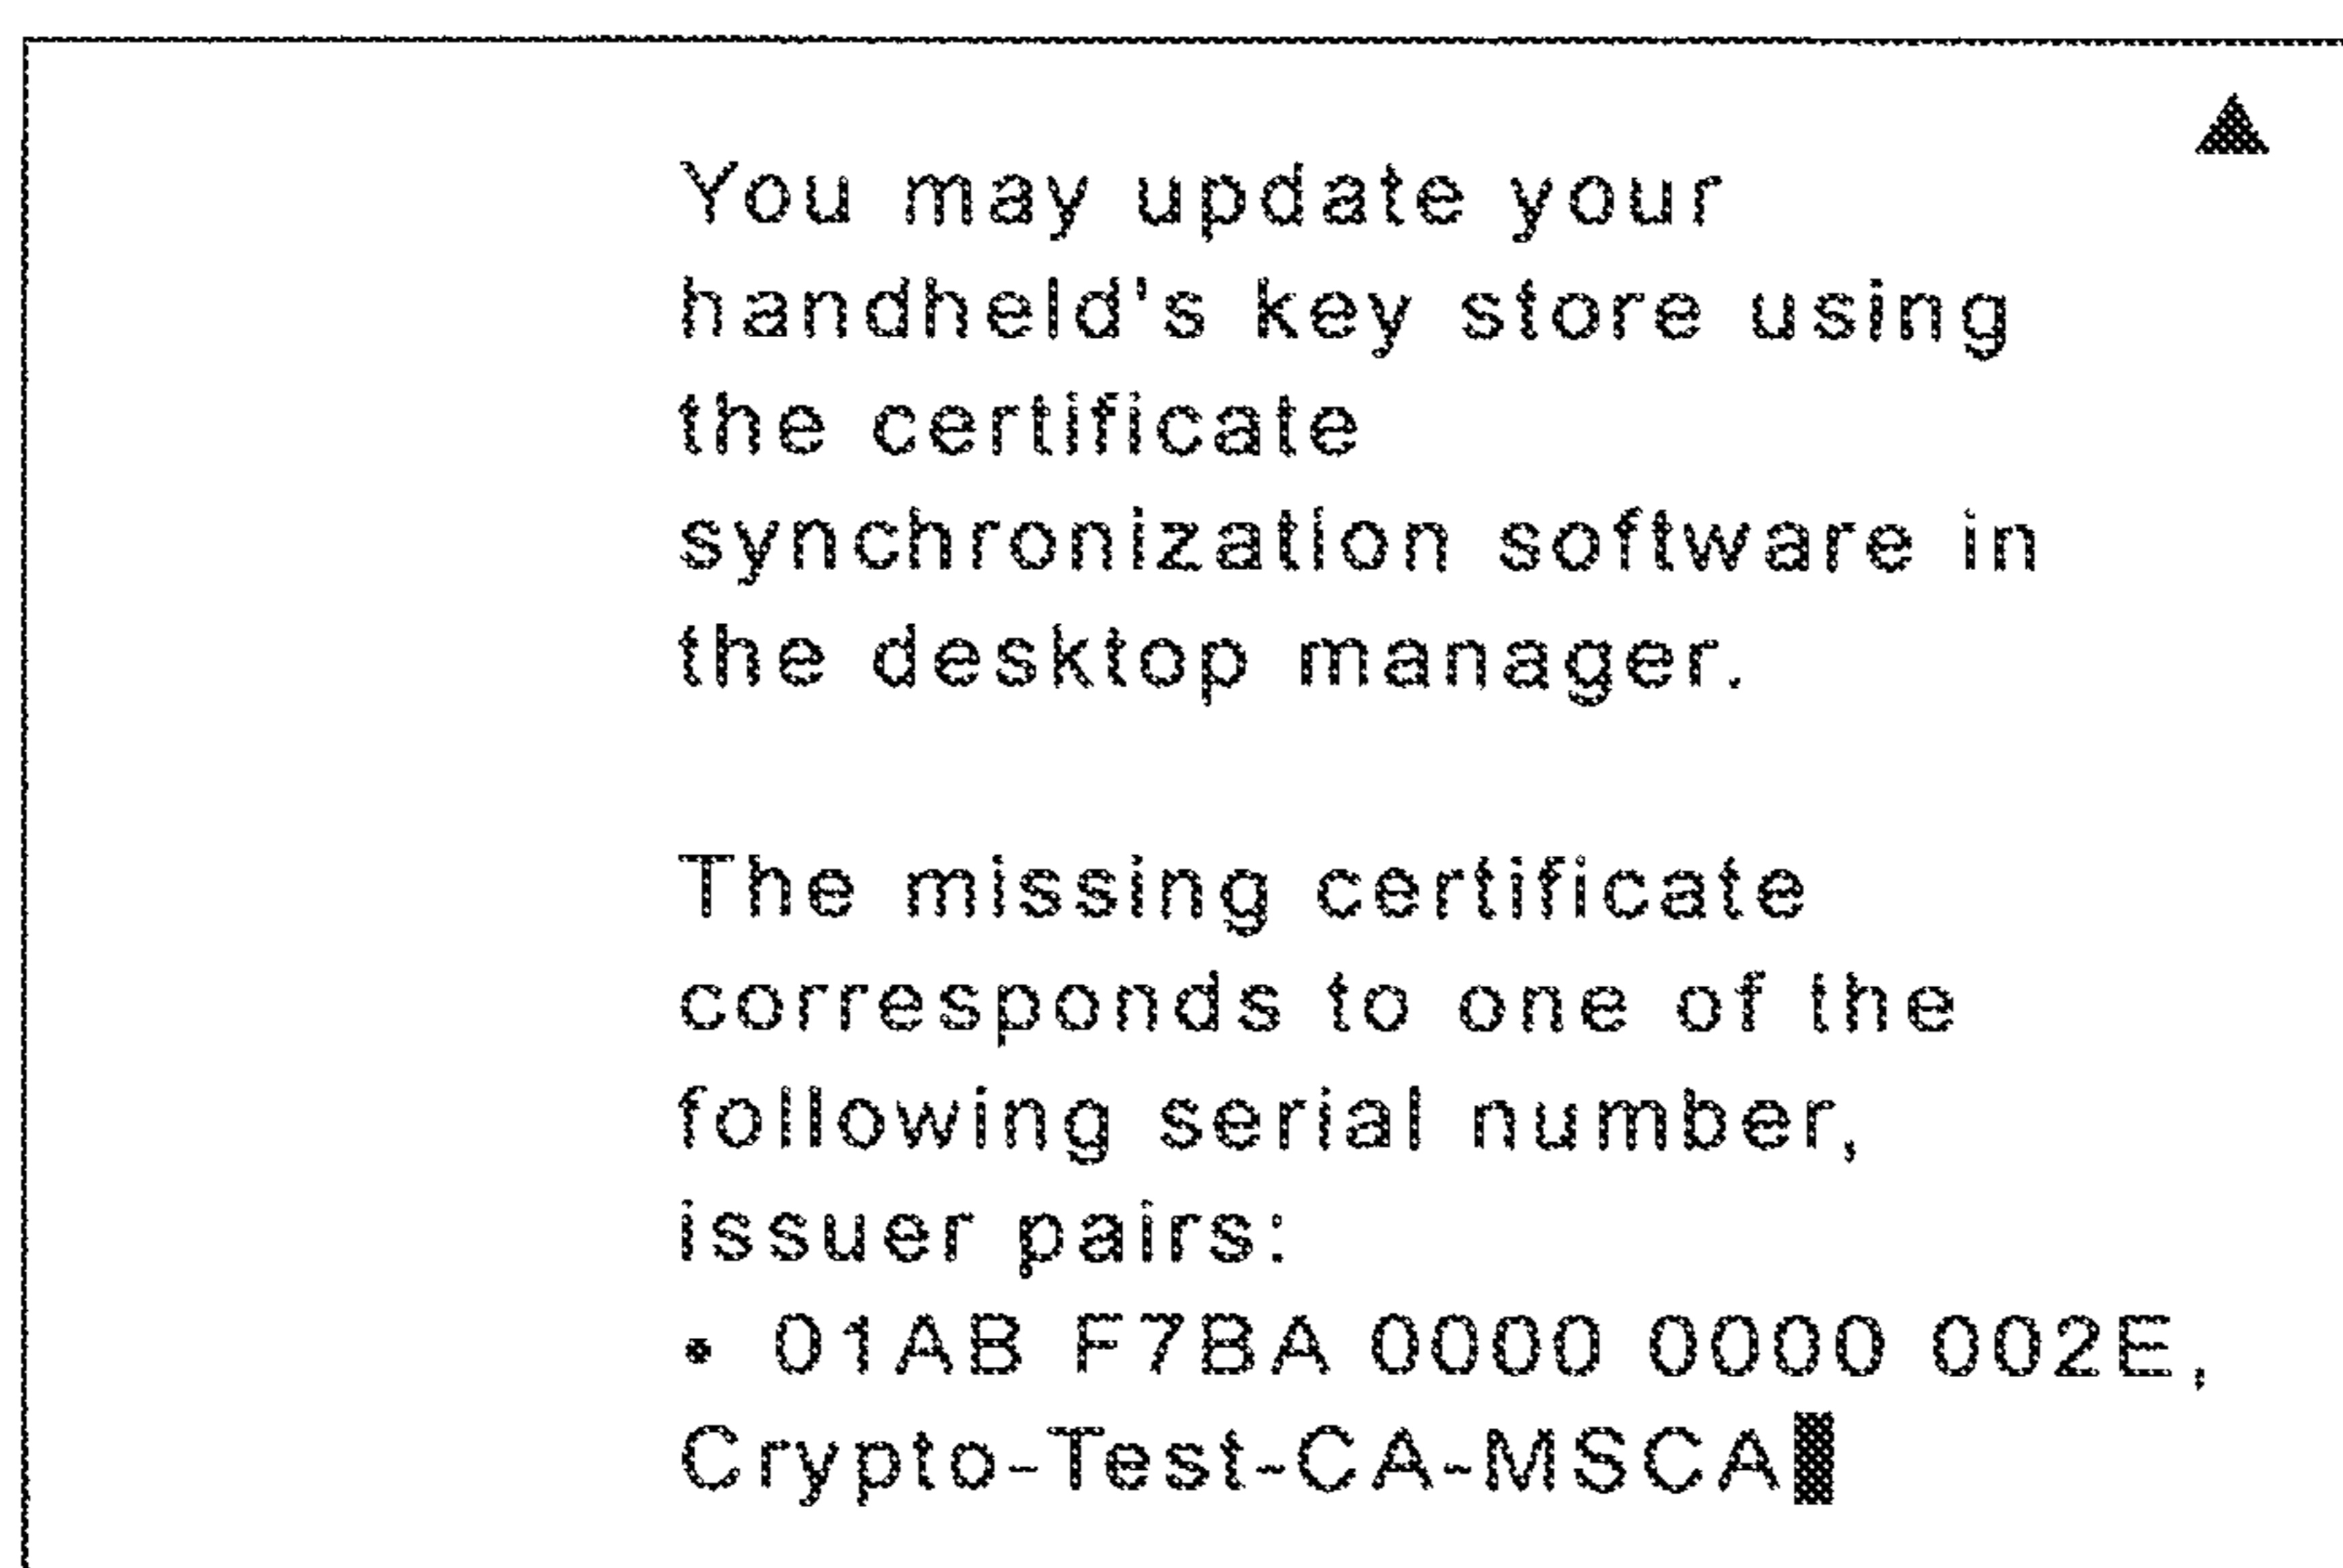 You may update your
handheld's key store using
the certificate
synchronization software in
the desktop manager.
The missing certificate
corresponds to one of the
following serial number,
issuer pairs:
• 01AB F7BA 0000 0000 002E,
Crypto-Test-CA-MSCA